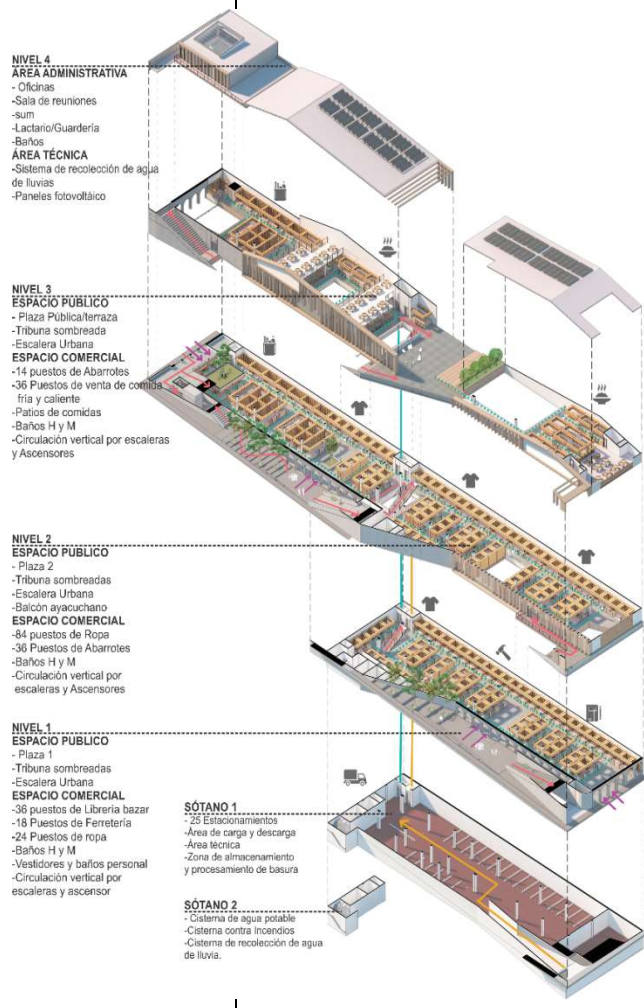 NIVEL 4
ÁREA ADMINISTRATIVA
- Oficinas
-Sala de reuniones
-sum
-Lactario/Guardería
-Baños
ÁREA TÉCNICA
-Sistema de recolección de agua
de lluvias
-Paneles fotovoltáico
NIVEL 3
ESPACIO PÚBLICO
- Plaza Pública/terraza
-Tribuna sombreada
-Escalera Urbana
ESPACIO COMERCIAL
-14 puestos de Abarrotes
-36 Puestos de venta de comida
fría y caliente
-Patios de comidas
-Baños H y M
-Circulación vertical por escaleras
y Ascensores
NIVEL 2
ESPACIO PÚBLICO
- Plaza 2
-Tribuna sombreadas
-Escalera Urbana
-Balcón ayacuchano
ESPACIO COMERCIAL
-84 puestos de Ropa
-36 Puestos de Abarrotes
-Baños H y M
-Circulación vertical por
escaleras y Ascensores
NIVEL 1
ESPACIO PÚBLICO
- Plaza 1
-Tribuna sombreadas
-Escalera Urbana
ESPACIO COMERCIAL
-36 puestos de Libreria bazar
-18 Puestos de Ferretería
-24 Puestos de ropa
-Baños H y M
-Vestidores y baños personal
-Circulación vertical por
escaleras y ascensor
SÓTANO 1
- 25 Estacionamientos
-Área de carga y descarga
-Área técnica
-Zona de almacenamiento
y procesamiento de basura
SÓTANO 2
- Cisterna de agua potable
-Cisterna contra incendios
-Cisterna de recolección de agua
de lluvia.